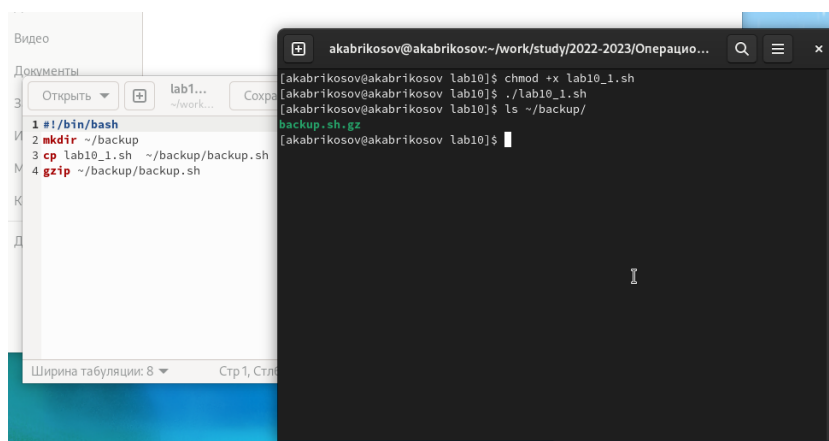 Видео
Документы
З
И
М
К
Д
Открыть
lab1...
~/work...
Сохра
1 #!/bin/bash
2 mkdir ~/backup
3 cp lab10_1.sh  ~/backup/backup.sh
4 gzip ~/backup/backup.sh
Ширина табуляции: 8
Стр 1, Стлб
akabrikosov@akabrikosov:~/work/study/2022-2023/Операцио...
[akabrikosov@akabrikosov lab10]$ chmod +x lab10_1.sh
[akabrikosov@akabrikosov lab10]$ ./lab10_1.sh
[akabrikosov@akabrikosov lab10]$ ls ~/backup/
backup.sh.gz
[akabrikosov@akabrikosov lab10]$